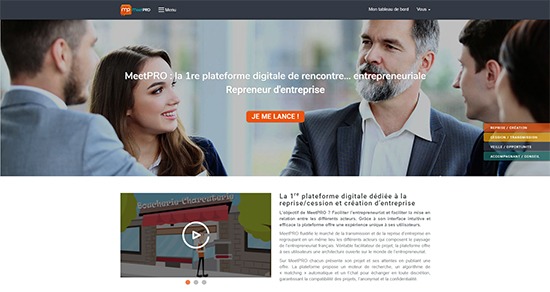 mp MeetPRO
Menu
Mon tableau de bord
Vous
MeetPRO : la 1re plateforme digitale de rencontre... entrepreneuriale
Repreneur d'entreprise
JE ME LANCE !
REPRISE / CRÉATION
CESSION / TRANSMISSION
VEILLE / OPPORTUNITÉ
ACCOMPAGNANT / CONSEIL
Boucherie Charcuterie
La 1re plateforme digitale dédiée à la
reprise/cession et création d'entreprise
L'objectif de MeetPRO ? Faciliter l'entrepreneuriat et faciliter la mise en
relation entre les différents acteurs. Grâce à son interface intuitive et
efficace la plateforme offre une expérience unique à ses utilisateurs.
MeetPRO fluidifie le marché de la transmission et de la reprise d'entreprise en
regroupant en un même lieu les différents acteurs qui composent le paysage
de l'entrepreneuriat français. Véritable facilitateur de projet, la plateforme offre
à ses utilisateurs une architecture ouverte sur le monde de l'entrepreneuriat.
Sur MeetPRO chacun présente son projet et ses attentes en publiant une
offre. La plateforme propose un moteur de recherche, un algorithme de
« matching » automatique et un t'chat pour échanger en toute discrétion,
garantissant la compatibilité des profils, l'anonymat et la confidentialité.